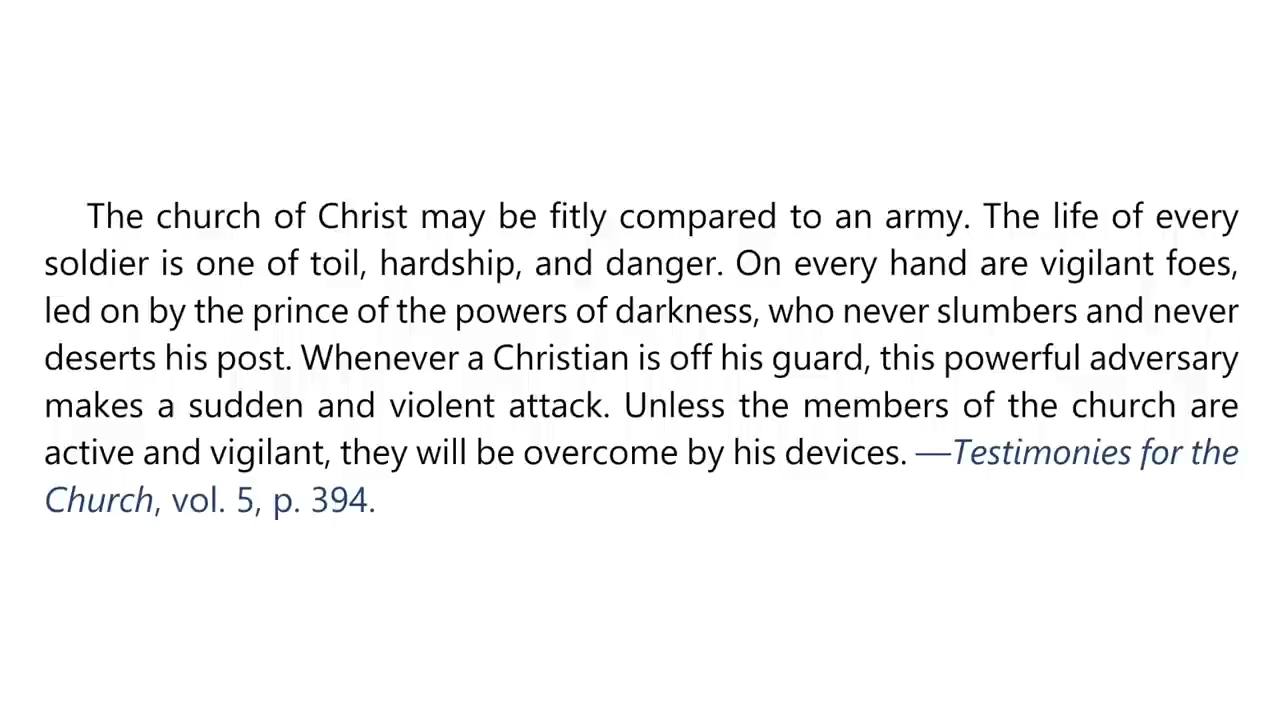 The church of Christ may be fitly compared to an army. The life of every
soldier is one of toil, hardship, and danger. On every hand are vigilant foes,
led on by the prince of the powers of darkness, who never slumbers and never
deserts his post. Whenever a Christian is off his guard, this powerful adversary
makes a sudden and violent attack. Unless the members of the church are
active and vigilant, they will be overcome by his devices. —Testimonies for the
Church, vol. 5, p. 394.